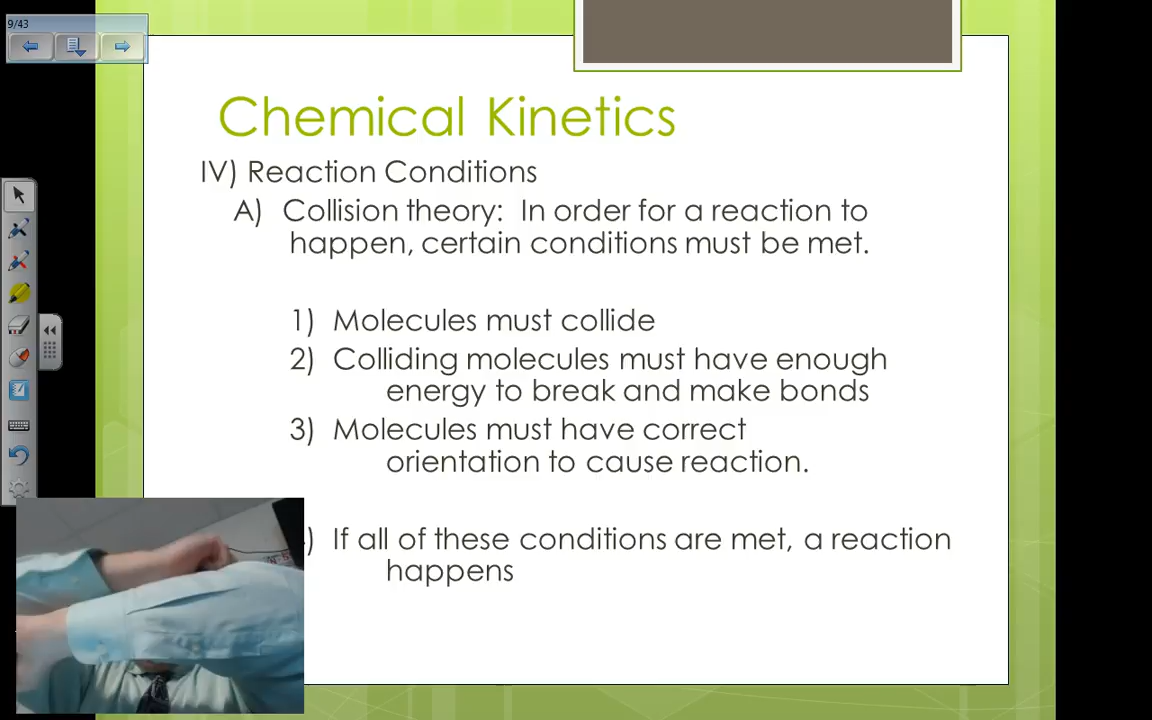 9/43
Chemical Kinetics
IV) Reaction Conditions
A) Collision theory: In order for a reaction to
happen, certain conditions must be met.
1) Molecules must collide
2) Colliding molecules must have enough
energy to break and make bonds
3) Molecules must have correct
orientation to cause reaction.
) If all of these conditions are met, a reaction
happens